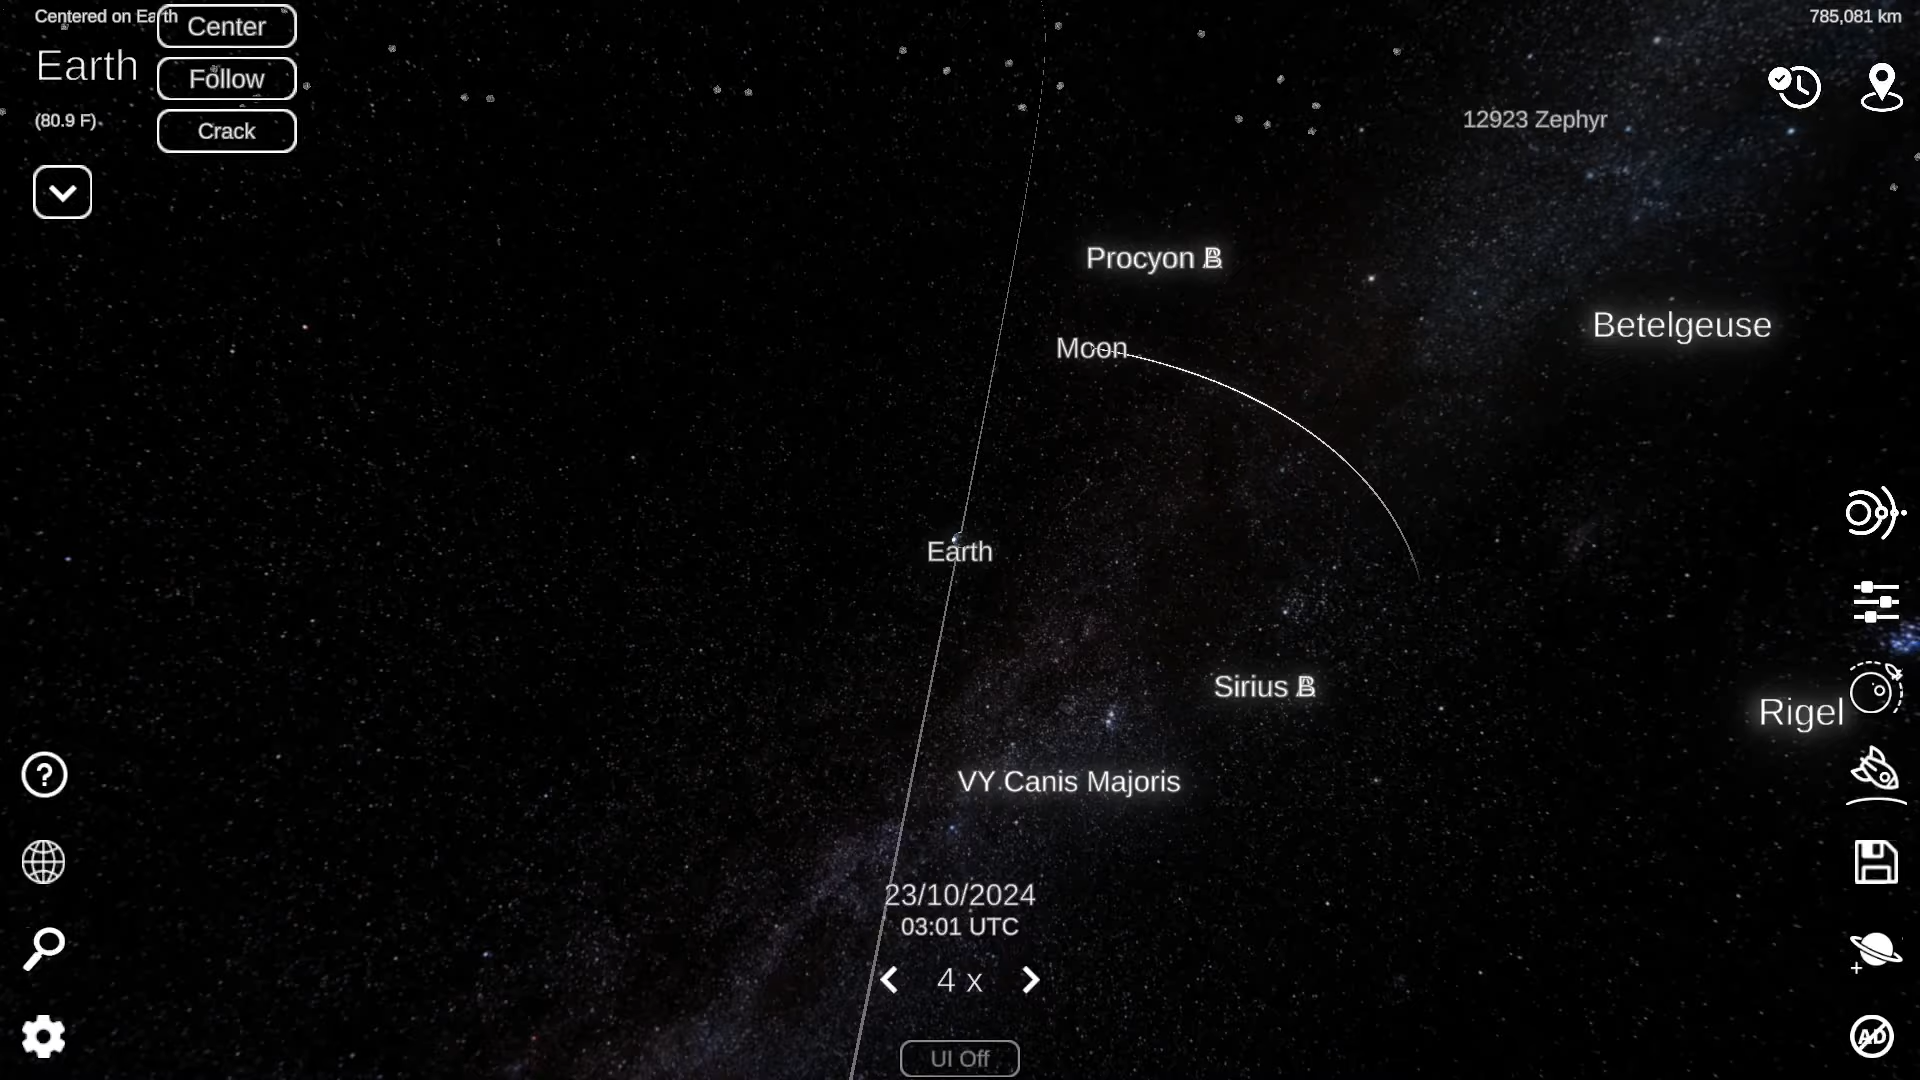 Centered on Earth
785,081 km
Center
Earth
Follow
(80.9 F)
Crack
12923 Zephyr
Procyon B
Betelgeuse
Moon
Earth
Sirius B
Rigel
VY Canis Majoris
23/10/2024
03:01 UTC
4 x
UI Off
AD